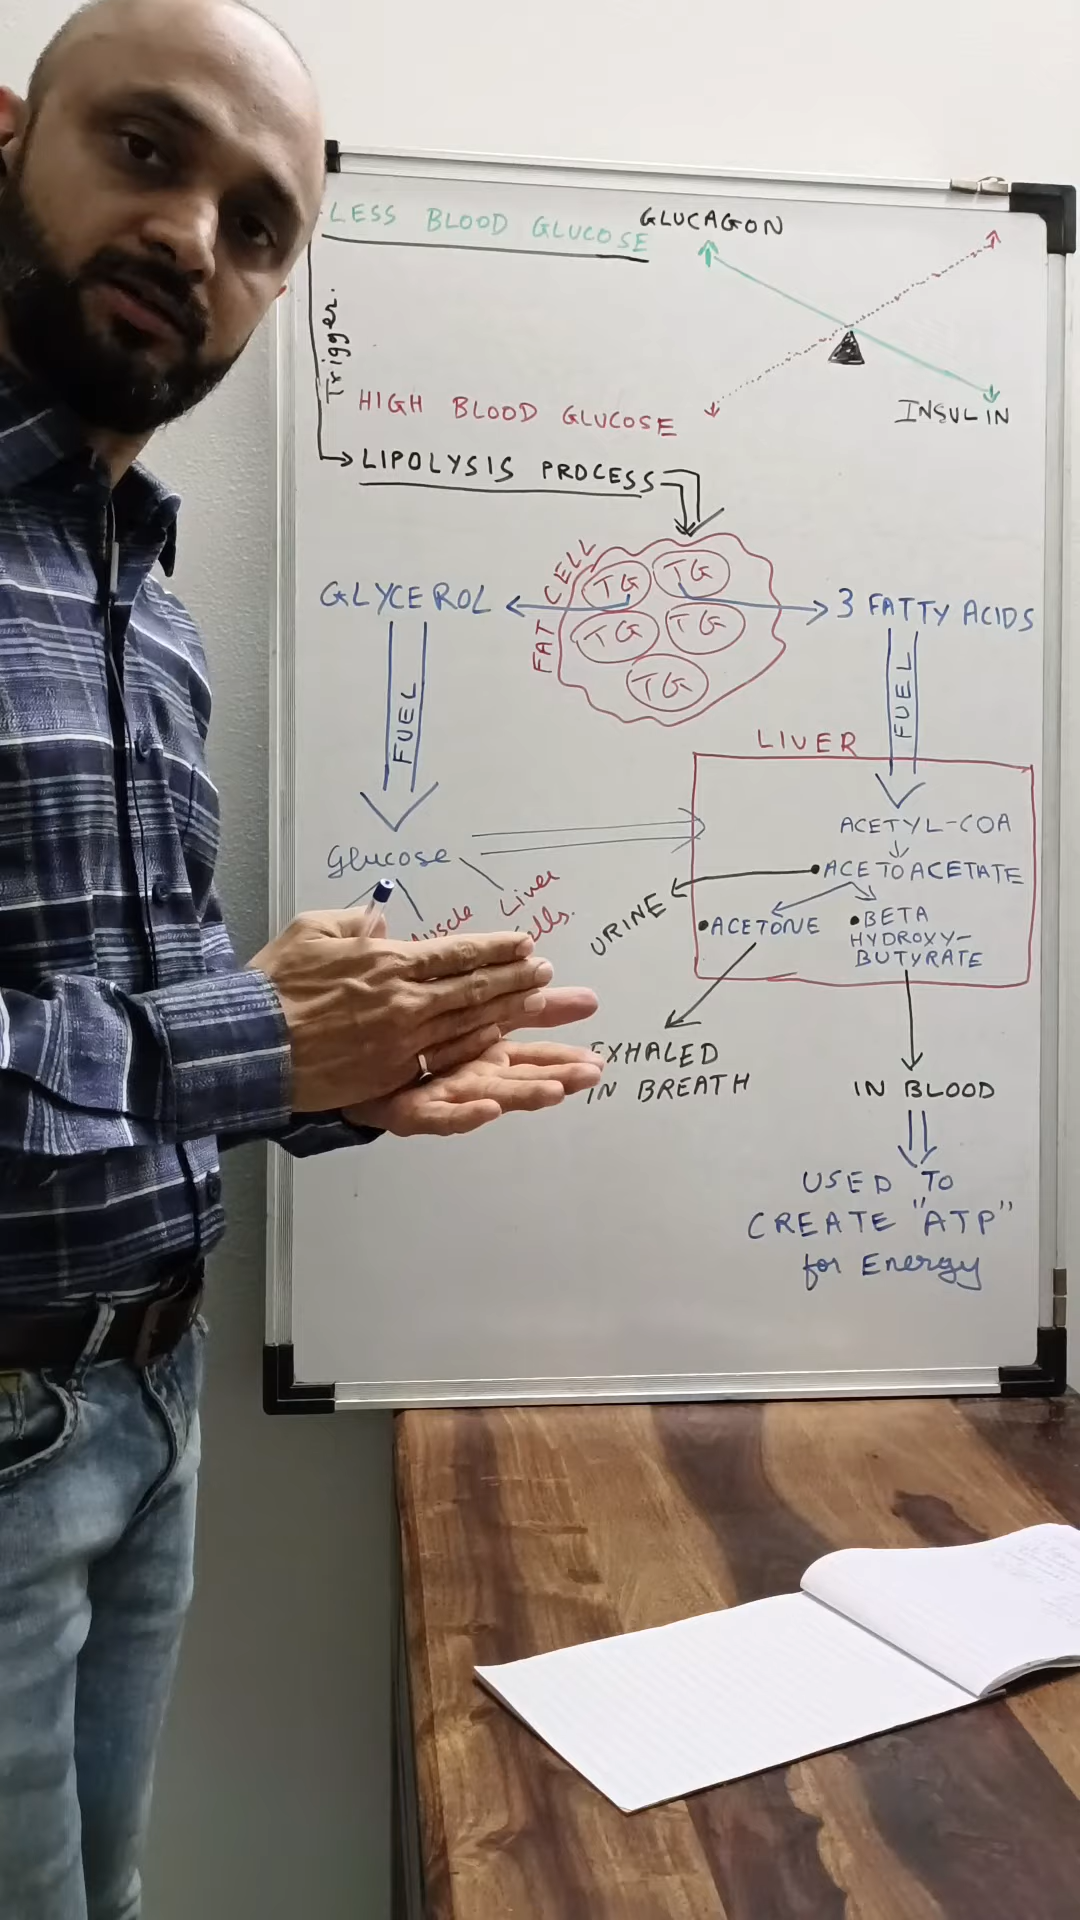 LESS BLOOD GLUCOSE
GLUCAGON
Trigger.
HIGH BLOOD GLUCOSE
INSULIN
LIPOLYSIS PROCESS
FAT CELL
TG
TG
TG
TG
TG
GLYCEROL
3 FATTY ACIDS
FUEL
FUEL
LIVER
Glucose
Muscle
Liver
ACETYL-COA
•ACETOACETATE
URINE
•ACETONE
•BETA
HYDROXY-
BUTYRATE
EXHALED
IN BREATH
IN BLOOD
USED TO
CREATE "ATP"
for Energy